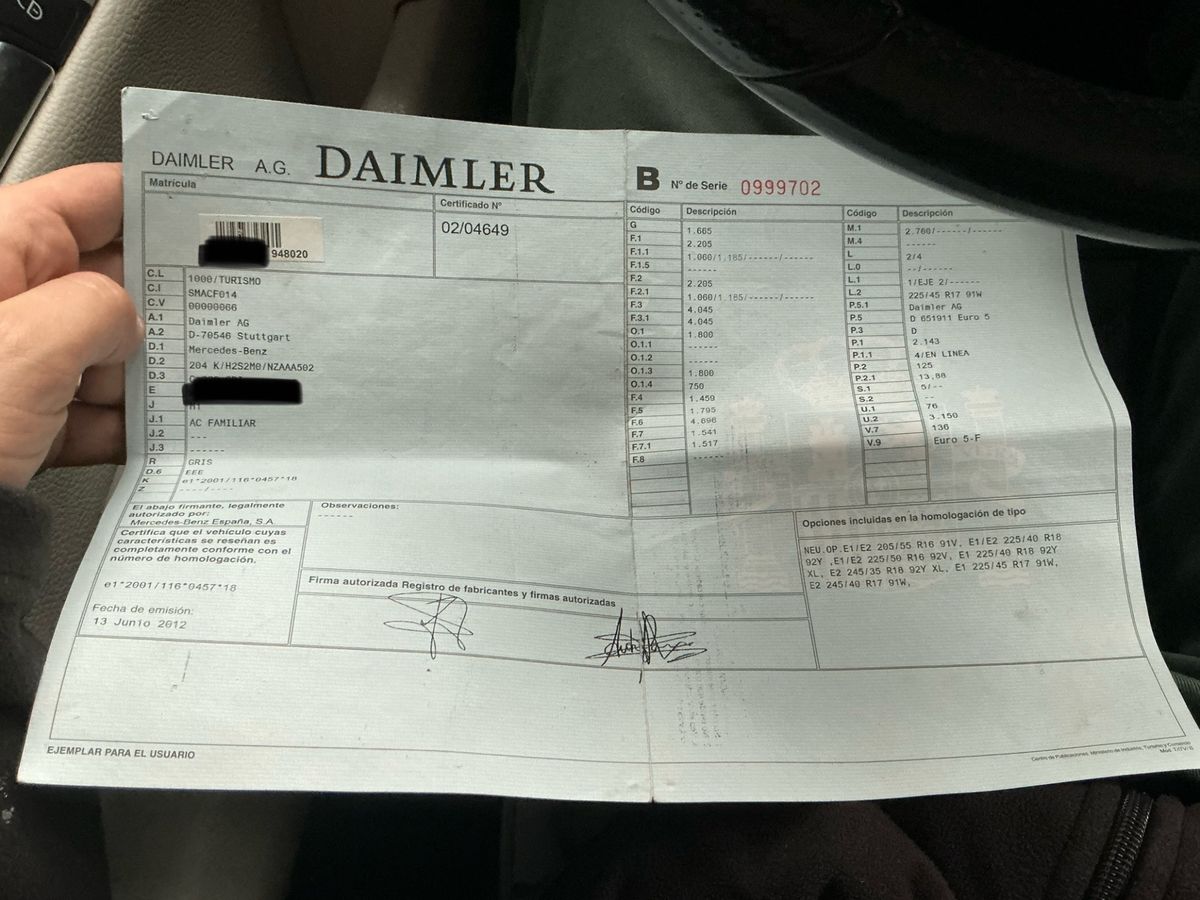 DAIMLER A.G. DAIMLER
Matrícula
Certificado Nº
02/04649
948020
C.L 1000/TURISMO
C.I SMACF014
C.V 00000066
A.1 Daimler AG
A.2 D-70546 Stuttgart
D.1 Mercedes-Benz
D.2 204 K/H2S2M0/NZAAA502
D.3
E
J M1
J.1 AC FAMILIAR
J.2 ---
J.3 ------
R GRIS
D.6 EEE
K e1*2001/116*0457*18
Z ----/----
El abajo firmante, legalmente
autorizado por:
Mercedes-Benz España, S.A.
Certifica que el vehículo cuyas
características se reseñan es
completamente conforme con el
número de homologación.
e1*2001/116*0457*18
Fecha de emisión:
13 Junio 2012
Observaciones:
------
Firma autorizada Registro de fabricantes y firmas autorizadas
EJEMPLAR PARA EL USUARIO
B Nº de Serie 0999702
Código Descripción
G 1.665
F.1 2.205
F.1.1 1.060/1.185/------/------
F.1.5 ------
F.2 2.205
F.2.1 1.060/1.185/------/------
F.3 4.045
F.3.1 4.045
O.1 1.800
O.1.1 ------
O.1.2 ------
O.1.3 1.800
O.1.4 750
F.4 1.459
F.5 1.795
F.6 4.696
F.7 1.541
F.7.1 1.517
F.8 ------
Código Descripción
M.1 2.760/------/------
M.4 ------
L 2/4
L.0 --/------
L.1 1/EJE 2/------
L.2 225/45 R17 91W
P.5.1 Daimler AG
P.5 D 651911 Euro 5
P.3 D
P.1 2.143
P.1.1 4/EN LINEA
P.2 125
P.2.1 13,88
S.1 5/--
S.2 --
U.1 76
U.2 3.150
V.7 136
V.9 Euro 5-F
Opciones incluidas en la homologación de tipo
NEU.OP.E1/E2 205/55 R16 91V, E1/E2 225/40 R18
92Y ,E1/E2 225/50 R16 92V, E1 225/40 R18 92Y
XL, E2 245/35 R18 92Y XL, E1 225/45 R17 91W,
E2 245/40 R17 91W,
Centro de Publicaciones. Ministerio de Industria, Turismo y Comercio